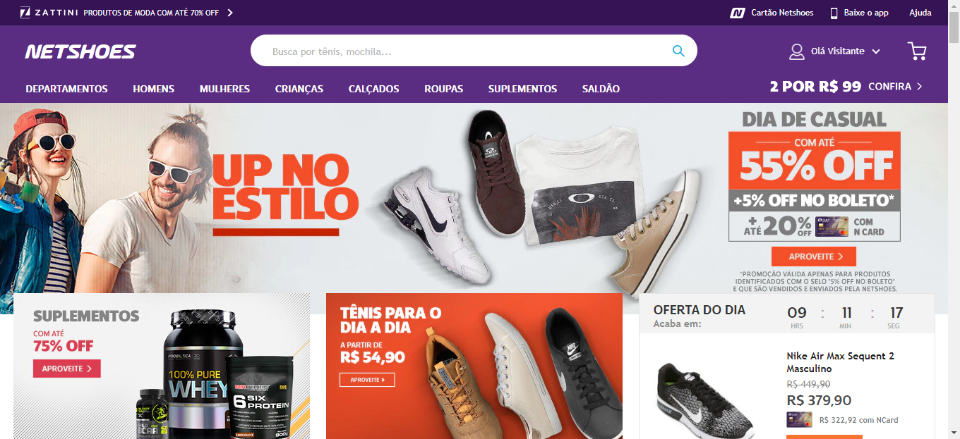 ZATTINI PRODUTOS DE MODA COM ATÉ 70% OFF
Cartão Netshoes
Baixe o app
Ajuda
NETSHOES
Busca por tênis, mochila...
Olá Visitante
DEPARTAMENTOS HOMENS MULHERES CRIANÇAS CALÇADOS ROUPAS SUPLEMENTOS SALDÃO
2 POR R$ 99 CONFIRA
UP NO
ESTILO
DIA DE CASUAL
COM ATÉ
55% OFF
+5% OFF NO BOLETO*
+ ATÉ 20% OFF COM N CARD
APROVEITE
*PROMOÇÃO VÁLIDA APENAS PARA PRODUTOS
IDENTIFICADOS COM O SELO '5% OFF NO BOLETO'
E QUE SÃO VENDIDOS E ENVIADOS PELA NETSHOES.
SUPLEMENTOS
COM ATÉ
75% OFF
APROVEITE
100% PURE
WHEY
6 SIX
PROTEIN
TÊNIS PARA O
DIA A DIA
A PARTIR DE
R$ 54,90
APROVEITE
OFERTA DO DIA
Acaba em:
09 : 11 : 17
HRS MIN SEG
Nike Air Max Sequent 2
Masculino
R$ 449,90
R$ 379,90
R$ 322,92 com NCard